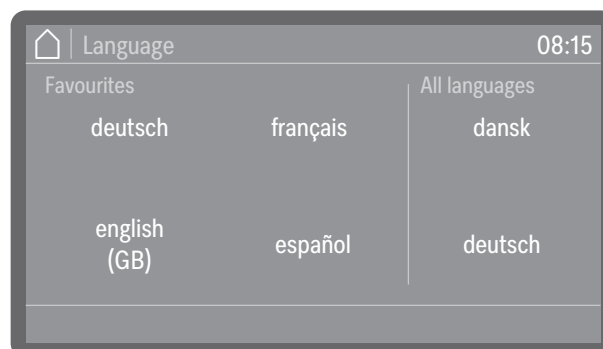 Language 08:15
Favourites All languages
deutsch français dansk
english
(GB) español deutsch